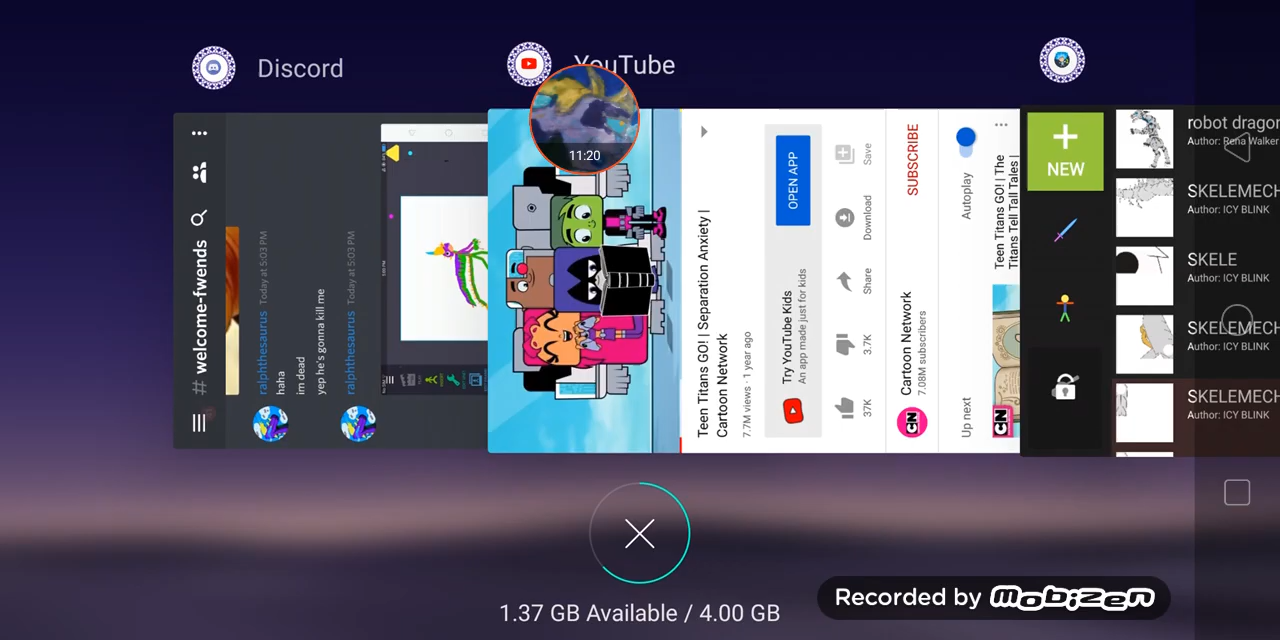 Discord
YouTube
11:20
# welcome-fwends
ralphthesaurus Today at 5:03 PM
haha
im dead
yep he's gonna kill me
ralphthesaurus Today at 5:03 PM
Teen Titans GO! | Separation Anxiety |
Cartoon Network
7.7M views · 1 year ago
Try YouTube Kids
An app made just for kids
OPEN APP
37K
3.7K
Share
Download
Save
CN
Cartoon Network
7.08M subscribers
SUBSCRIBE
Up next
Autoplay
CN
Teen Titans GO! | The
Titans Tell Tall Tales |
+
NEW
robot dragon
Author: Rena Walker
SKELEMECH
Author: ICY BLINK
SKELE
Author: ICY BLINK
SKELEMECH
Author: ICY BLINK
SKELEMECH
Author: ICY BLINK
1.37 GB Available / 4.00 GB
Recorded by mobizen